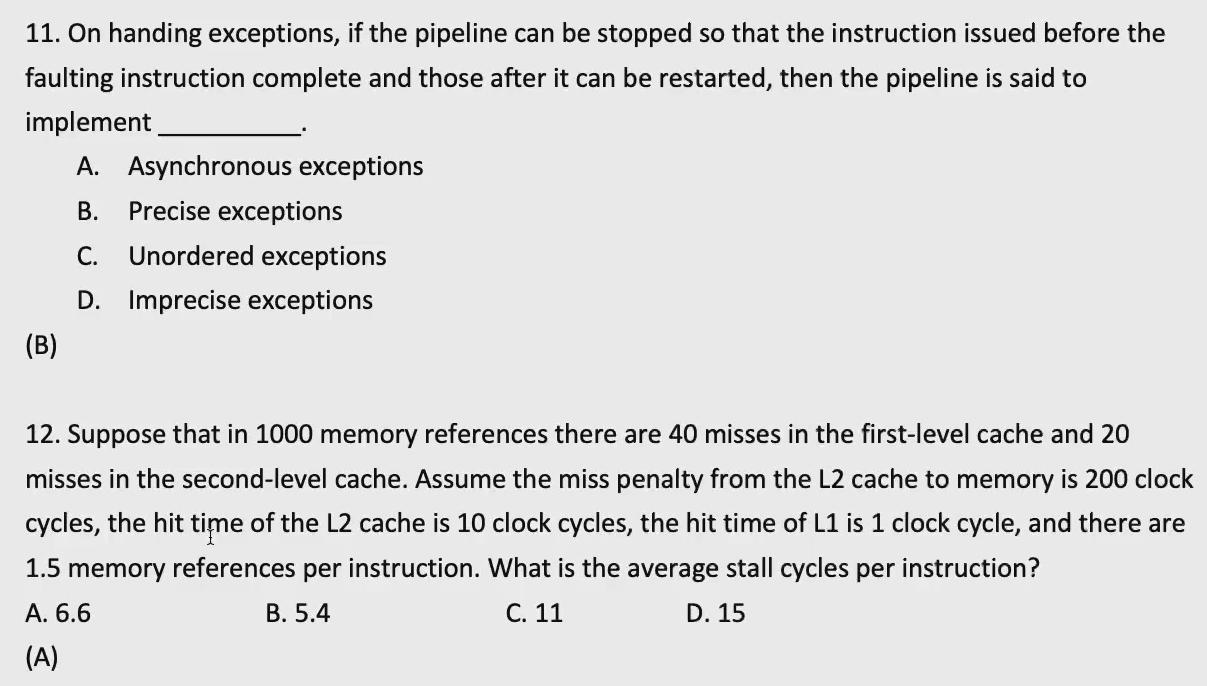 11. On handing exceptions, if the pipeline can be stopped so that the instruction issued before the
faulting instruction complete and those after it can be restarted, then the pipeline is said to
implement __________.
A. Asynchronous exceptions
B. Precise exceptions
C. Unordered exceptions
D. Imprecise exceptions
(B)
12. Suppose that in 1000 memory references there are 40 misses in the first-level cache and 20
misses in the second-level cache. Assume the miss penalty from the L2 cache to memory is 200 clock
cycles, the hit time of the L2 cache is 10 clock cycles, the hit time of L1 is 1 clock cycle, and there are
1.5 memory references per instruction. What is the average stall cycles per instruction?
A. 6.6 B. 5.4 C. 11 D. 15
(A)